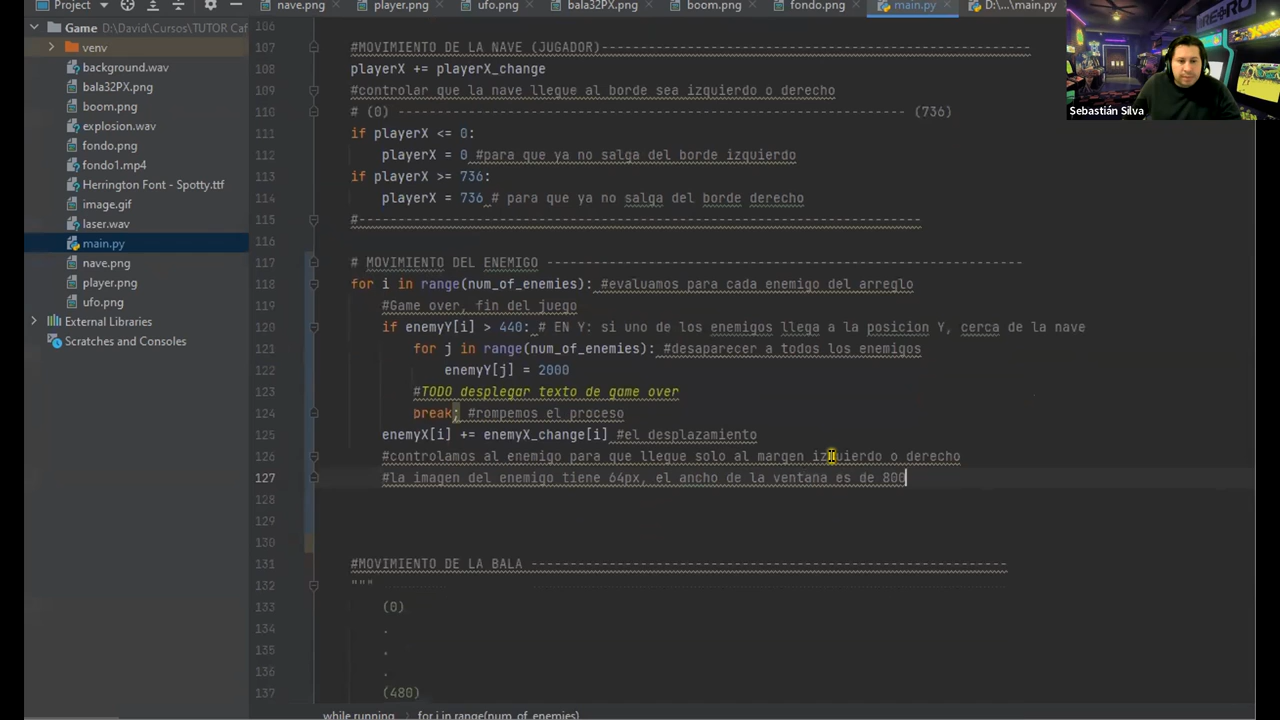 Project
nave.png
player.png
ufo.png
bala32PX.png
boom.png
fondo.png
main.py
D:\...\main.py
Game D:\David\Cursos\TUTOR Caf
venv
background.wav
bala32PX.png
boom.png
explosion.wav
fondo.png
fondo1.mp4
Herrington Font - Spotty.ttf
image.gif
laser.wav
main.py
nave.png
player.png
ufo.png
External Libraries
Scratches and Consoles
106
107 #MOVIMIENTO DE LA NAVE (JUGADOR)-------------------------------------------------------
108 playerX += playerX_change
109 #controlar que la nave llegue al borde sea izquierdo o derecho
110 # (0) -------------------------------------------------------------------- (736)
111 if playerX <= 0:
112 playerX = 0 #para que ya no salga del borde izquierdo
113 if playerX >= 736:
114 playerX = 736 # para que ya no salga del borde derecho
115 #------------------------------------------------------------------------
116
117 # MOVIMIENTO DEL ENEMIGO -------------------------------------------------------------
118 for i in range(num_of_enemies): #evaluamos para cada enemigo del arreglo
119 #Game over, fin del juego
120 if enemyY[i] > 440: # EN Y: si uno de los enemigos llega a la posicion Y, cerca de la nave
121 for j in range(num_of_enemies): #desaparecer a todos los enemigos
122 enemyY[j] = 2000
123 #TODO desplegar texto de game over
124 break; #rompemos el proceso
125 enemyX[i] += enemyX_change[i] #el desplazamiento
126 #controlamos al enemigo para que llegue solo al margen izquierdo o derecho
127 #la imagen del enemigo tiene 64px, el ancho de la ventana es de 800
128
129
130
131 #MOVIMIENTO DE LA BALA --------------------------------------------------------------
132 """
133 (0)
134 .
135 .
136 .
137 (480)
while running
for i in range(num_of_enemies)
RETRO
Sebastián Silva